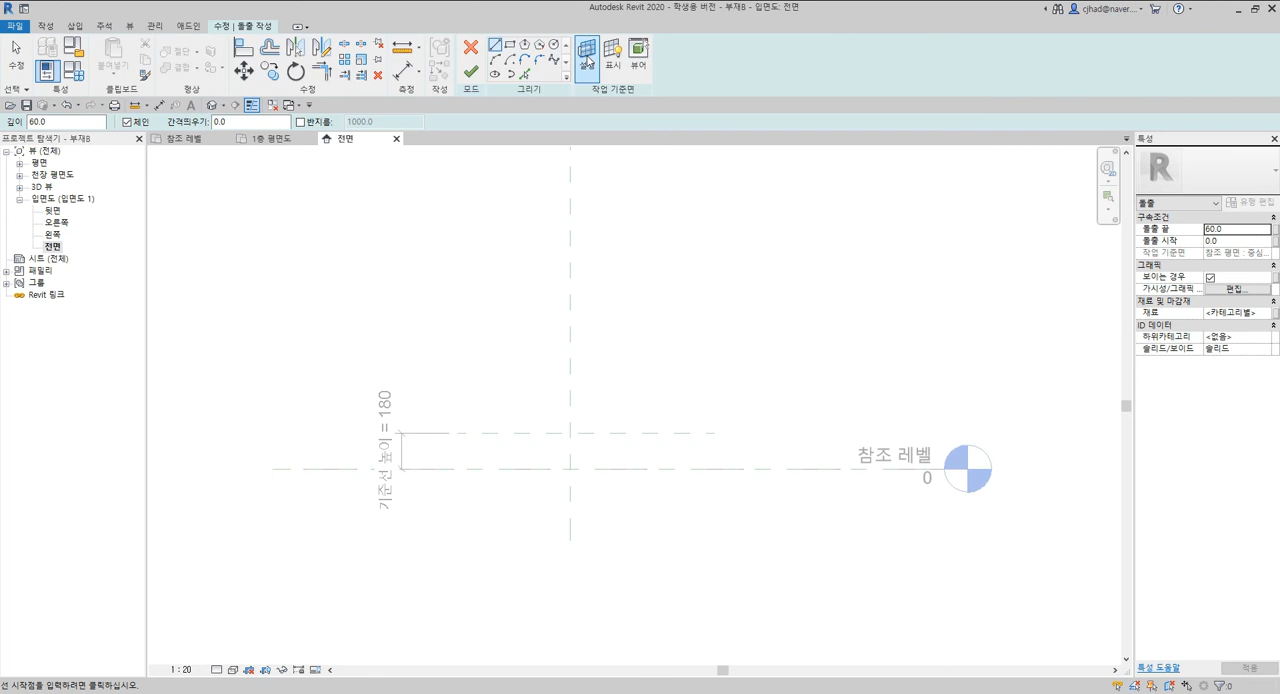 Autodesk Revit 2020 - 학생용 버전 - 부재B - 입면도: 전면
cjhad@naver....
파일 작성 삽입 주석 뷰 관리 애드인 수정 | 돌출 작성
수정 붙여넣기 절단 결합 설정 표시 뷰어
선택 특성 클립보드 형상 수정 측정 작성 모드 그리기 작업 기준면
깊이 60.0 체인 간격띄우기: 0.0 반지름: 1000.0
프로젝트 탐색기 - 부재B
참조 레벨 1층 평면도 전면
뷰 (전체)
평면
천장 평면도
3D 뷰
입면도 (입면도 1)
뒷면
오른쪽
왼쪽
전면
시트 (전체)
패밀리
그룹
Revit 링크
기준선 높이 = 180
참조 레벨
0
특성
돌출 유형 편집
구속조건
돌출 끝 60.0
돌출 시작 0.0
작업 기준면 참조 평면 : 중심...
그래픽
보이는 경우
가시성/그래픽 ... 편집...
재료 및 마감재
재료 <카테고리별>
ID 데이터
하위카테고리 <없음>
솔리드/보이드 솔리드
1 : 20
특성 도움말 적용
선 시작점을 입력하려면 클릭하십시오.
:0